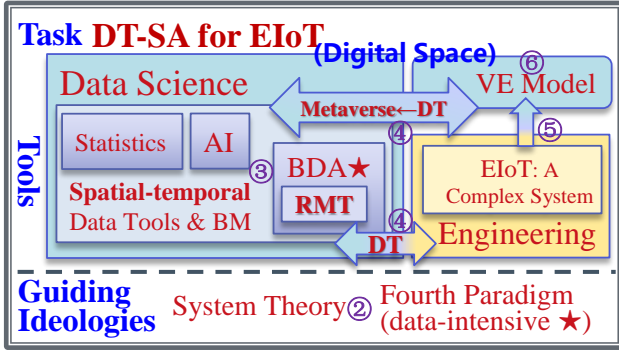 Task DT-SA for EIoT
(Digital Space)
Data Science
⑥
VE Model
Metaverse←DT
④
⑤
Statistics
AI
③
BDA★
RMT
Spatial-temporal
Data Tools & BM
EIoT: A
Complex System
④
DT
Engineering
Tools
Guiding
Ideologies
System Theory②
Fourth Paradigm
(data-intensive ★)